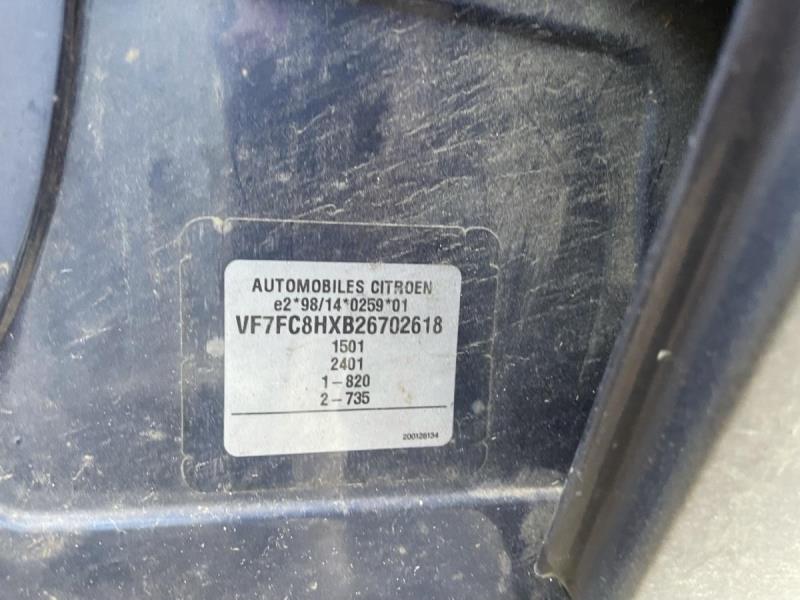 AUTOMOBILES CITROEN
e2*98/14*0259*01
VF7FC8HXB26702618
1501
2401
1-820
2-735
200126134